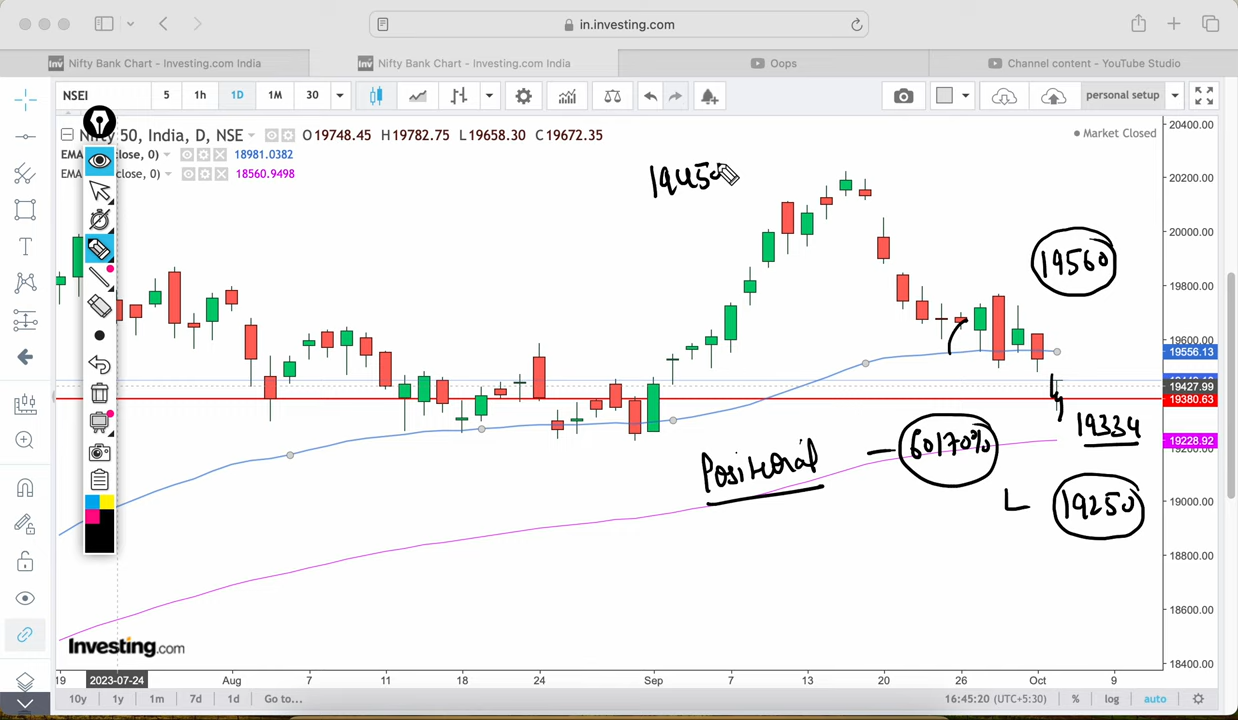 in.investing.com
Nifty Bank Chart - Investing.com India
Nifty Bank Chart - Investing.com India
Oops
Channel content - YouTube Studio
NSEI
5
1h
1D
1M
30
personal setup
Nifty 50, India, D, NSE
O19748.45 H19782.75 L19658.30 C19672.35
Market Closed
EMA close, 0)
18981.0382
EMA close, 0)
18560.9498
20400.00
20200.00
20000.00
19800.00
19600.00
19556.13
19427.99
19380.63
19228.92
19000.00
18800.00
18600.00
18400.00
19450
19560
19334
Positional
60170%
19250
Investing.com
19
2023-07-24
Aug
7
11
18
24
Sep
7
13
20
26
Oct
9
10y
1y
1m
7d
1d
Go to...
16:45:20 (UTC+5:30)
%
log
auto